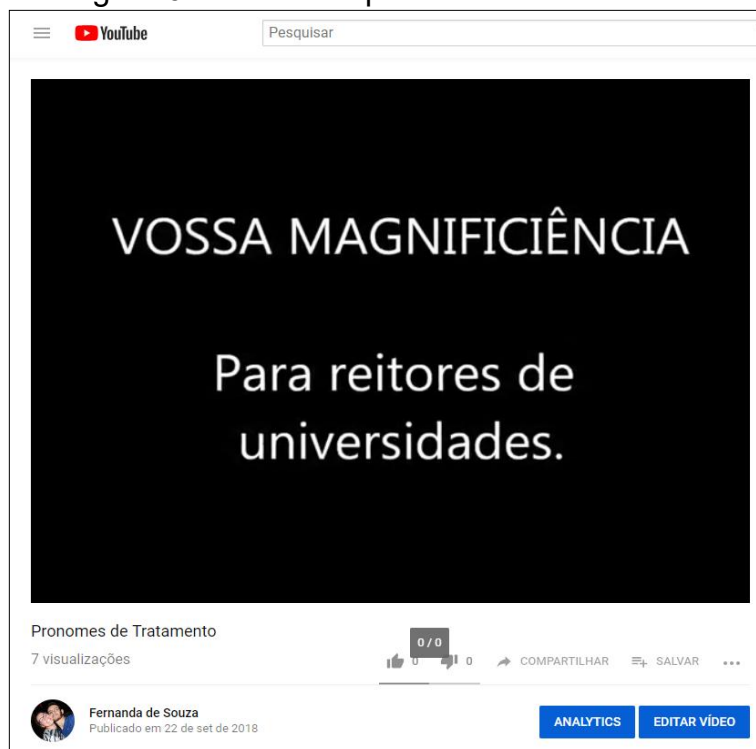 YouTube
Pesquisar
VOSSA MAGNIFICIÊNCIA
Para reitores de
universidades.
Pronomes de Tratamento
0 / 0
7 visualizações
0
0
COMPARTILHAR
SALVAR
Fernanda de Souza
Publicado em 22 de set de 2018
ANALYTICS
EDITAR VÍDEO